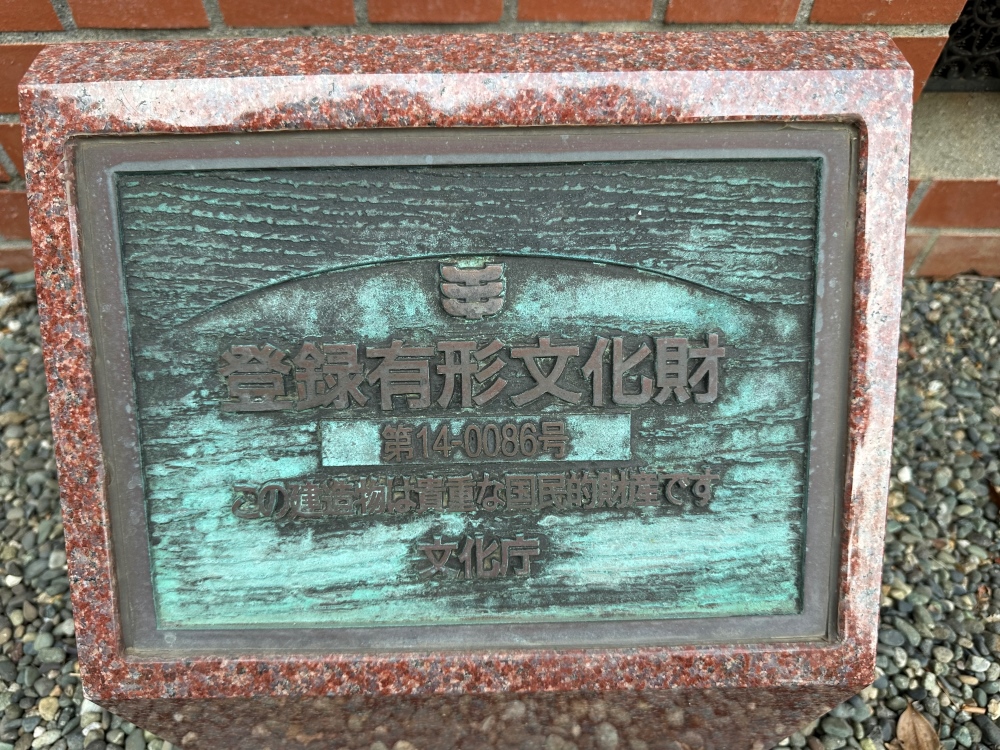 登録有形文化財
第14-0086号
この建造物は貴重な国民的財産です
文化庁